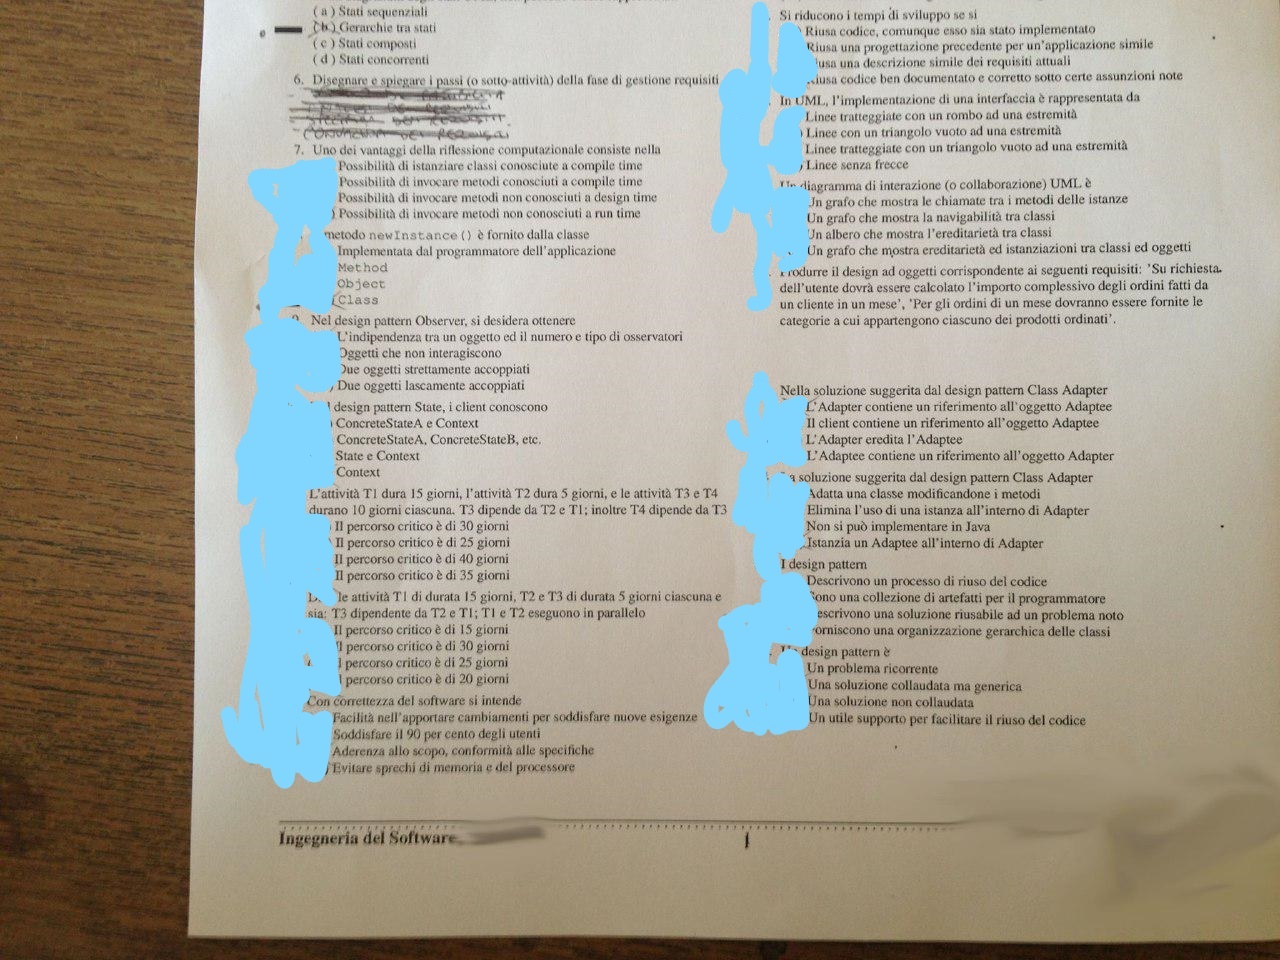 ( a ) Stati sequenziali
( b ) Gerarchie tra stati
( c ) Stati composti
( d ) Stati concorrenti
6. Disegnare e spiegare i passi (o sotto-attività) della fase di gestione requisiti
7. Uno dei vantaggi della riflessione computazionale consiste nella
Possibilità di istanziare classi conosciute a compile time
Possibilità di invocare metodi conosciuti a compile time
Possibilità di invocare metodi non conosciuti a design time
) Possibilità di invocare metodi non conosciuti a run time
metodo newInstance() è fornito dalla classe
Implementata dal programmatore dell'applicazione
Method
Object
Class
9. Nel design pattern Observer, si desidera ottenere
L'indipendenza tra un oggetto ed il numero e tipo di osservatori
Oggetti che non interagiscono
Due oggetti strettamente accoppiati
) Due oggetti lascamente accoppiati
design pattern State, i client conoscono
ConcreteStateA e Context
ConcreteStateA, ConcreteStateB, etc.
State e Context
Context
L'attività T1 dura 15 giorni, l'attività T2 dura 5 giorni, e le attività T3 e T4
durano 10 giorni ciascuna. T3 dipende da T2 e T1; inoltre T4 dipende da T3
Il percorso critico è di 30 giorni
Il percorso critico è di 25 giorni
Il percorso critico è di 40 giorni
Il percorso critico è di 35 giorni
le attività T1 di durata 15 giorni, T2 e T3 di durata 5 giorni ciascuna e
sia: T3 dipendente da T2 e T1; T1 e T2 eseguono in parallelo
Il percorso critico è di 15 giorni
Il percorso critico è di 30 giorni
l percorso critico è di 25 giorni
l percorso critico è di 20 giorni
Con correttezza del software si intende
Facilità nell'apportare cambiamenti per soddisfare nuove esigenze
Soddisfare il 90 per cento degli utenti
Aderenza allo scopo, conformità alle specifiche
) Evitare sprechi di memoria e del processore
Si riducono i tempi di sviluppo se si
) Riusa codice, comunque esso sia stato implementato
Riusa una progettazione precedente per un'applicazione simile
usa una descrizione simile dei requisiti attuali
iusa codice ben documentato e corretto sotto certe assunzioni note
In UML, l'implementazione di una interfaccia è rappresentata da
Linee tratteggiate con un rombo ad una estremità
) Linee con un triangolo vuoto ad una estremità
Linee tratteggiate con un triangolo vuoto ad una estremità
) Linee senza frecce
Un diagramma di interazione (o collaborazione) UML è
Un grafo che mostra le chiamate tra i metodi delle istanze
Un grafo che mostra la navigabilità tra classi
Un albero che mostra l'ereditarietà tra classi
Un grafo che mostra ereditarietà ed istanziazioni tra classi ed oggetti
Produrre il design ad oggetti corrispondente ai seguenti requisiti: 'Su richiesta
dell'utente dovrà essere calcolato l'importo complessivo degli ordini fatti da
un cliente in un mese', 'Per gli ordini di un mese dovranno essere fornite le
categorie a cui appartengono ciascuno dei prodotti ordinati'.
Nella soluzione suggerita dal design pattern Class Adapter
L'Adapter contiene un riferimento all'oggetto Adaptee
Il client contiene un riferimento all'oggetto Adaptee
L'Adapter eredita l'Adaptee
L'Adaptee contiene un riferimento all'oggetto Adapter
La soluzione suggerita dal design pattern Class Adapter
Adatta una classe modificandone i metodi
Elimina l'uso di una istanza all'interno di Adapter
Non si può implementare in Java
Istanzia un Adaptee all'interno di Adapter
I design pattern
Descrivono un processo di riuso del codice
Sono una collezione di artefatti per il programmatore
escrivono una soluzione riusabile ad un problema noto
orniscono una organizzazione gerarchica delle classi
Un design pattern è
Un problema ricorrente
Una soluzione collaudata ma generica
Una soluzione non collaudata
Un utile supporto per facilitare il riuso del codice
Ingegneria del Software
1